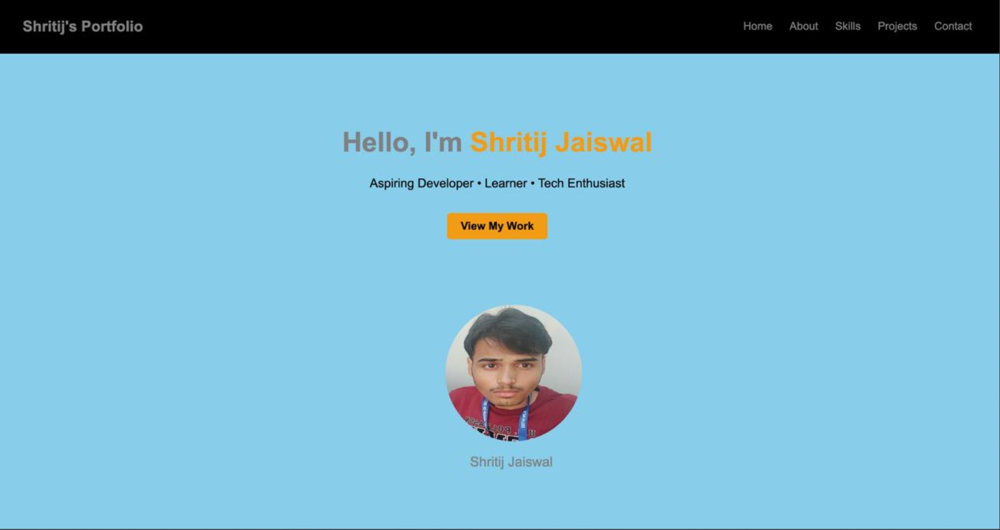 Shritij's Portfolio
Home About Skills Projects Contact
Hello, I'm Shritij Jaiswal
Aspiring Developer • Learner • Tech Enthusiast
View My Work
Shritij Jaiswal